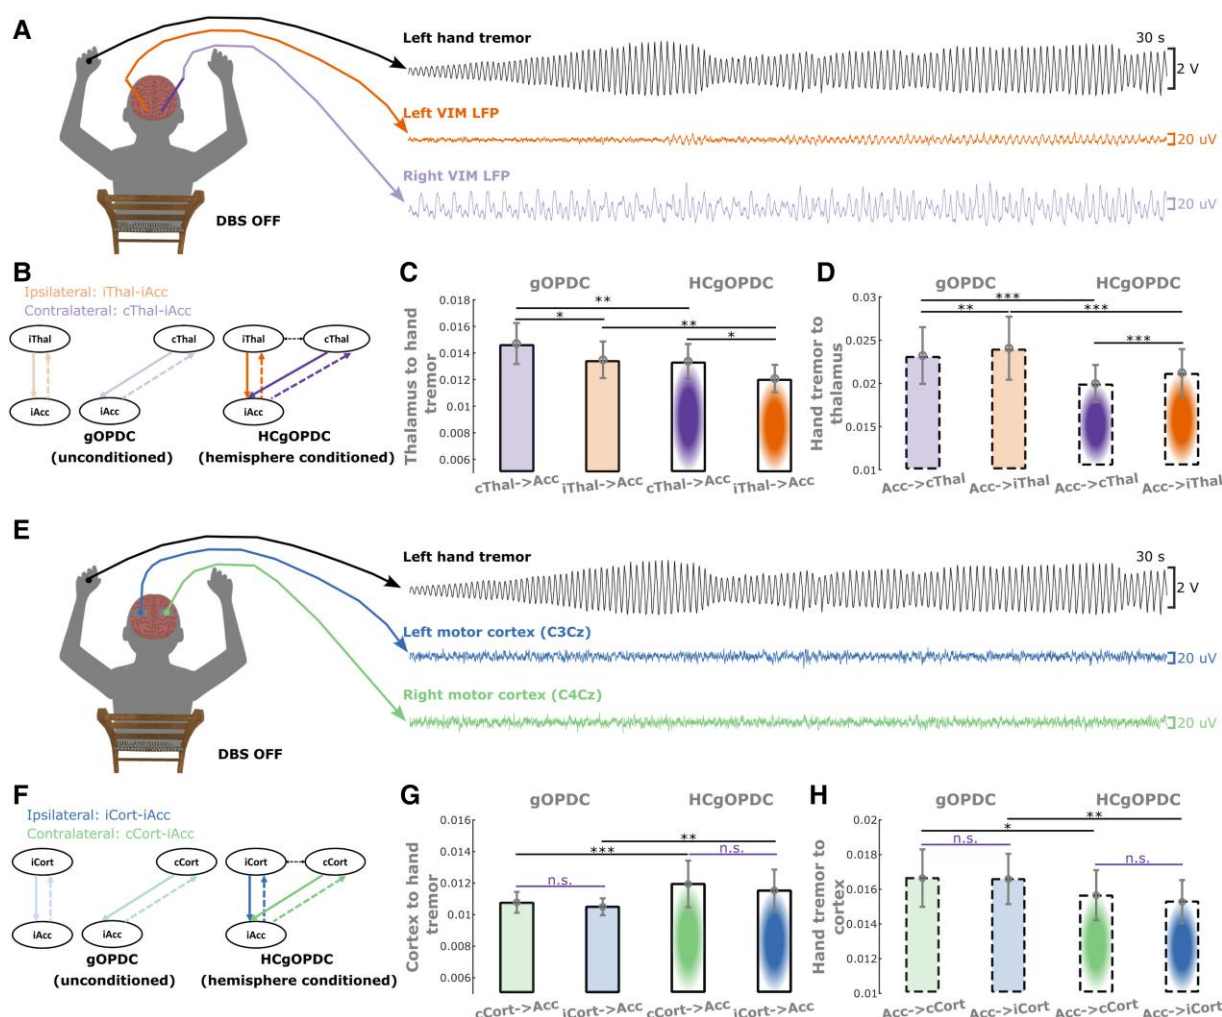 A
Left hand tremor
30 s
2 V
Left VIM LFP
20 uV
Right VIM LFP
20 uV
DBS OFF
B
Ipsilateral: iThal-iAcc
Contralateral: cThal-iAcc
iThal
cThal
iThal
cThal
iAcc
iAcc
iAcc
gOPDC
(unconditioned)
HCgOPDC
(hemisphere conditioned)
C
gOPDC
HCgOPDC
Thalamus to hand
tremor
0.018
0.016
0.014
0.012
0.01
0.008
0.006
**
*
**
*
cThal->Acc
iThal->Acc
cThal->Acc
iThal->Acc
D
gOPDC
HCgOPDC
Hand tremor to
thalamus
0.03
0.025
0.02
0.015
0.01
***
**
***
***
Acc->cThal
Acc->iThal
Acc->cThal
Acc->iThal
E
Left hand tremor
30 s
2 V
Left motor cortex (C3Cz)
20 uV
Right motor cortex (C4Cz)
20 uV
DBS OFF
F
Ipsilateral: iCort-iAcc
Contralateral: cCort-iAcc
iCort
cCort
iCort
cCort
iAcc
iAcc
iAcc
gOPDC
(unconditioned)
HCgOPDC
(hemisphere conditioned)
G
gOPDC
HCgOPDC
Cortex to hand
tremor
0.016
0.014
0.012
0.01
0.008
0.006
**
***
n.s.
n.s.
cCort->Acc
iCort->Acc
cCort->Acc
iCort->Acc
H
gOPDC
HCgOPDC
Hand tremor to
cortex
0.02
0.018
0.016
0.014
0.012
0.01
**
*
n.s.
n.s.
Acc->cCort
Acc->iCort
Acc->cCort
Acc->iCort